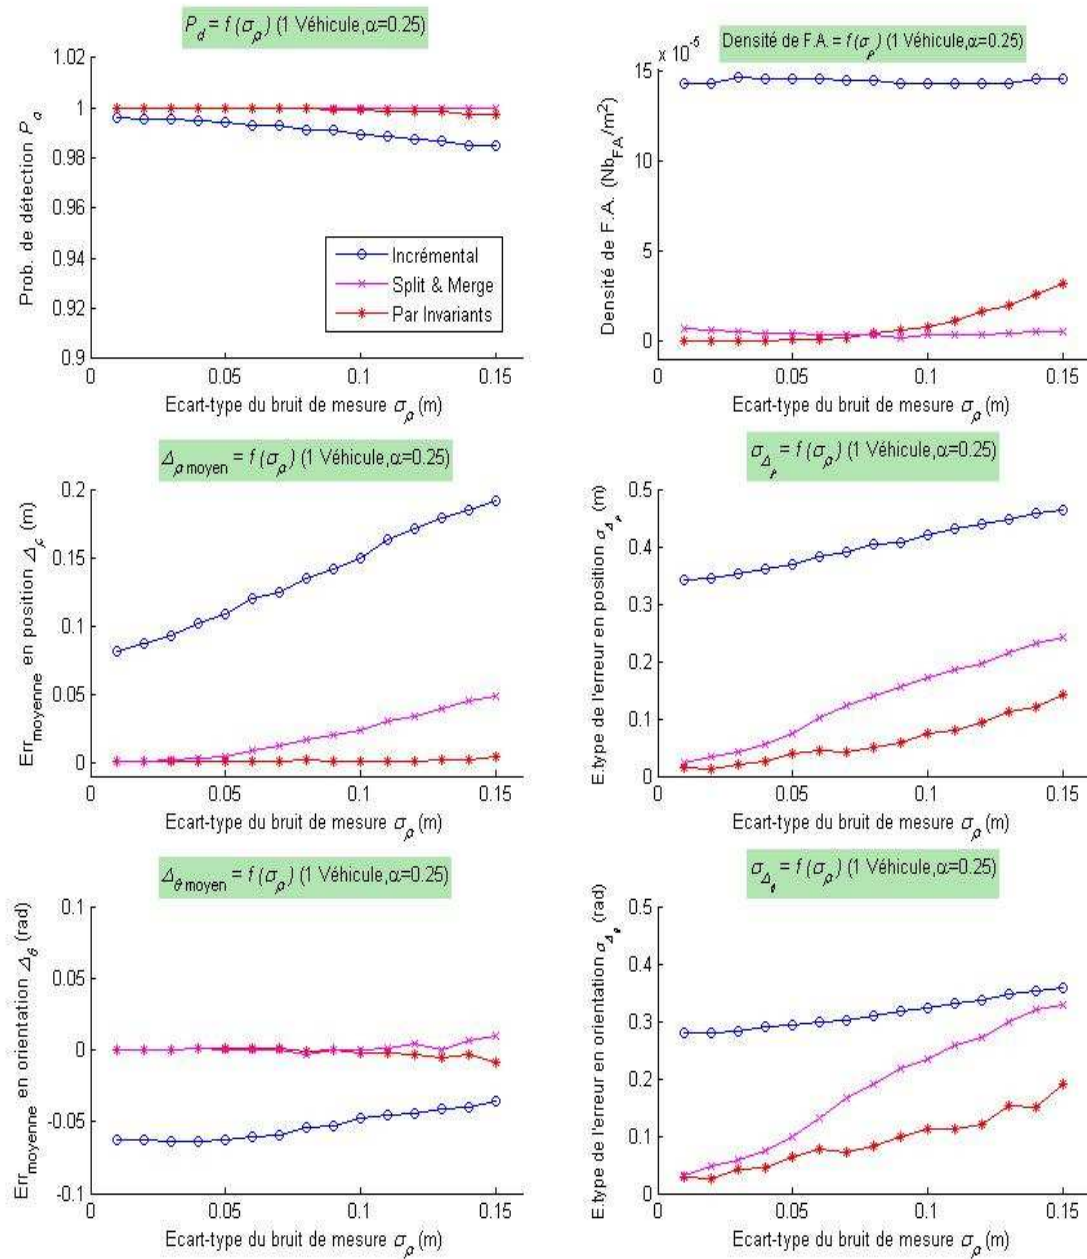 P_d = f(σ_ρ) (1 Véhicule,α=0.25)
1.02
1
0.98
0.96
0.94
0.92
0.9
Prob. de détection P_d
Incrémental
Split & Merge
Par Invariants
0
0.05
0.1
0.15
Ecart-type du bruit de mesure σ_ρ (m)
Densité de F.A. = f(σ_ρ) (1 Véhicule,α=0.25)
x 10^-5
15
10
5
0
Densité de F.A. (Nb_FA/m²)
0
0.05
0.1
0.15
Ecart-type du bruit de mesure σ_ρ (m)
Δ_ρ moyen = f(σ_ρ) (1 Véhicule,α=0.25)
0.2
0.15
0.1
0.05
0
Err_moyenne en position Δ_ρ (m)
0
0.05
0.1
0.15
Ecart-type du bruit de mesure σ_ρ (m)
σ_Δ_ρ = f(σ_ρ) (1 Véhicule,α=0.25)
0.5
0.4
0.3
0.2
0.1
0
E.type de l'erreur en position σ_Δ_ρ (m)
0
0.05
0.1
0.15
Ecart-type du bruit de mesure σ_ρ (m)
Δ_θ moyen = f(σ_ρ) (1 Véhicule,α=0.25)
0.1
0.05
0
-0.05
-0.1
Err_moyenne en orientation Δ_θ (rad)
0
0.05
0.1
0.15
Ecart-type du bruit de mesure σ_ρ (m)
σ_Δ_θ = f(σ_ρ) (1 Véhicule,α=0.25)
0.5
0.4
0.3
0.2
0.1
0
E.type de l'erreur en orientation σ_Δ_θ (rad)
0
0.05
0.1
0.15
Ecart-type du bruit de mesure σ_ρ (m)